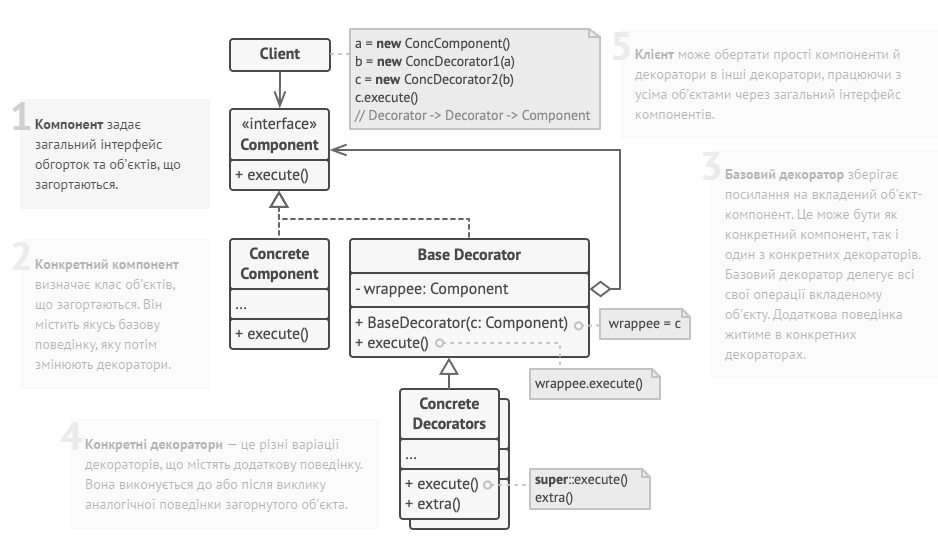 Client
a = new ConcComponent()
b = new ConcDecorator1(a)
c = new ConcDecorator2(b)
c.execute()
// Decorator -> Decorator -> Component
«interface»
Component
+ execute()
1
Компонент задає
загальний інтерфейс
обгорток та об'єктів, що
загортаються.
2
Конкретний компонент
визначає клас об'єктів,
що загортаються. Він
містить якусь базову
поведінку, яку потім
змінюють декоратори.
Concrete
Component
...
+ execute()
Base Decorator
- wrappee: Component
+ BaseDecorator(c: Component)
+ execute()
wrappee = c
wrappee.execute()
3
Базовий декоратор зберігає
посилання на вкладений об'єкт-
компонент. Це може бути як
конкретний компонент, так і
один з конкретних декораторів.
Базовий декоратор делегує всі
свої операції вкладеному
об'єкту. Додаткова поведінка
житиме в конкретних
декораторах.
4
Конкретні декоратори — це різні варіації
декораторів, що містять додаткову поведінку.
Вона виконується до або після виклику
аналогічної поведінки загорнутого об'єкта.
Concrete
Decorators
...
+ execute()
+ extra()
super::execute()
extra()
5
Клієнт може обертати прості компоненти й
декоратори в інші декоратори, працюючи з
усіма об'єктами через загальний інтерфейс
компонентів.